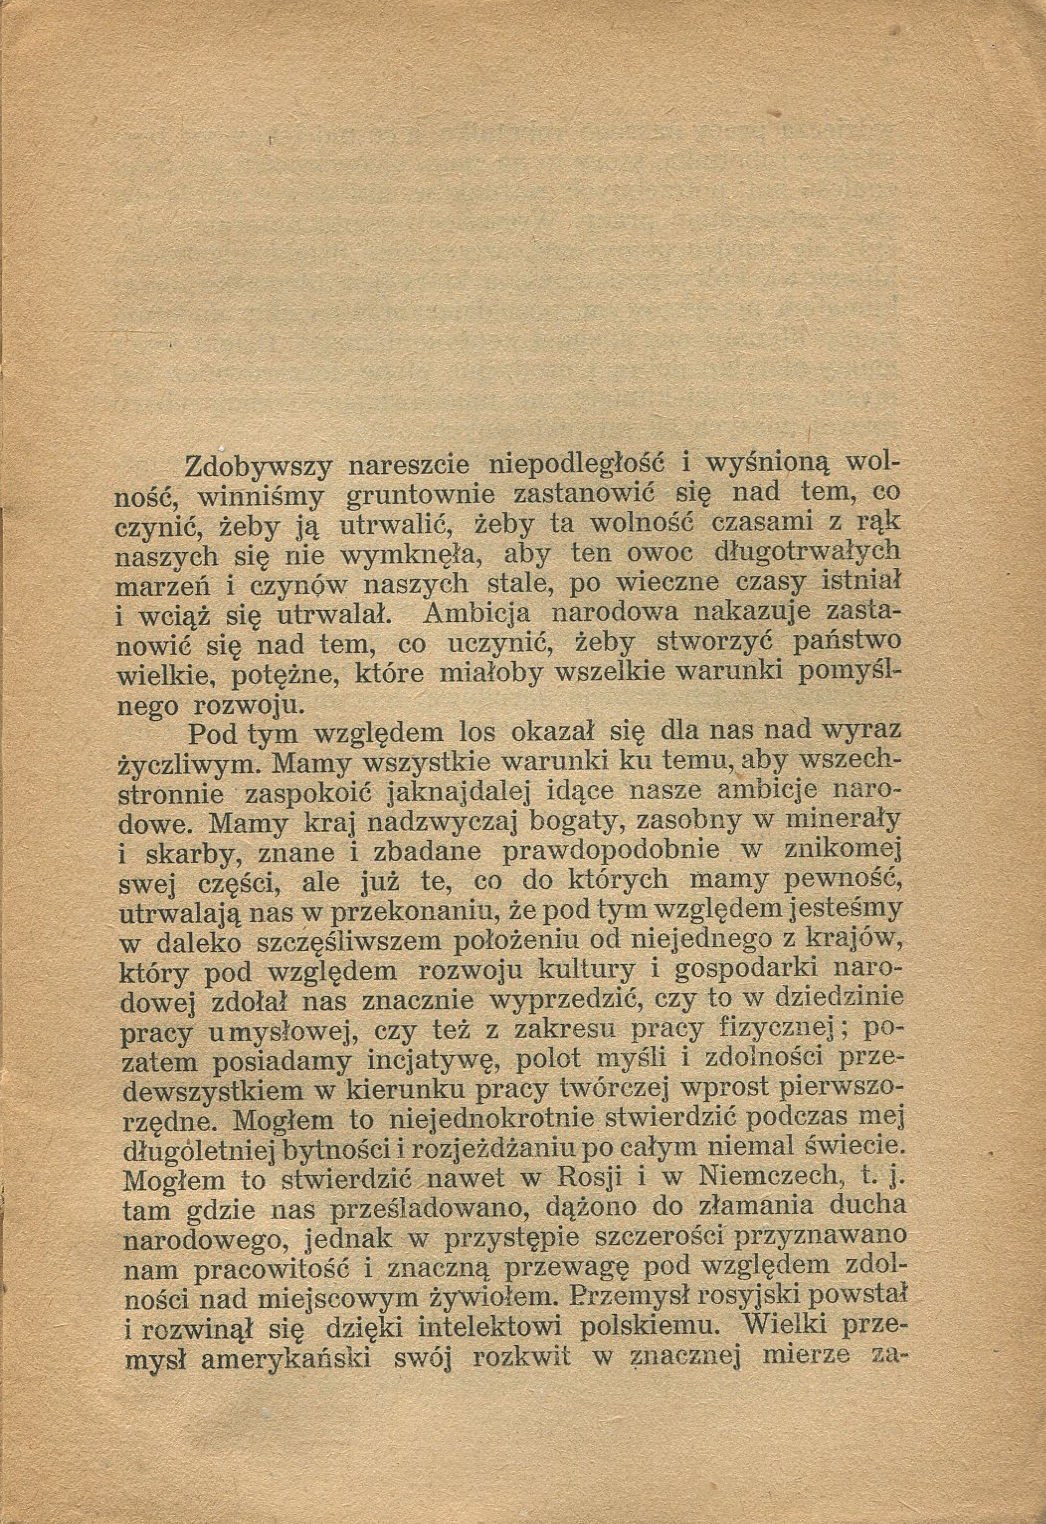 Zdobywszy nareszcie niepodległość i wyśnioną wol-
ność, winniśmy gruntownie zastanowić się nad tem, co
czynić, żeby ją utrwalić, żeby ta wolność czasami z rąk
naszych się nie wymknęła, aby ten owoc długotrwałych
marzeń i czynów naszych stale, po wieczne czasy istniał
i wciąż się utrwalał. Ambicja narodowa nakazuje zasta-
nowić się nad tem, co uczynić, żeby stworzyć państwo
wielkie, potężne, które miałoby wszelkie warunki pomyśl-
nego rozwoju.
Pod tym względem los okazał się dla nas nad wyraz
życzliwym. Mamy wszystkie warunki ku temu, aby wszech-
stronnie zaspokoić jaknajdalej idące nasze ambicje naro-
dowe. Mamy kraj nadzwyczaj bogaty, zasobny w minerały
i skarby, znane i zbadane prawdopodobnie w znikomej
swej części, ale już te, co do których mamy pewność,
utrwalają nas w przekonaniu, że pod tym względem jesteśmy
w daleko szczęśliwszem położeniu od niejednego z krajów,
który pod względem rozwoju kultury i gospodarki naro-
dowej zdołał nas znacznie wyprzedzić, czy to w dziedzinie
pracy umysłowej, czy też z zakresu pracy fizycznej; po-
zatem posiadamy incjatywę, polot myśli i zdolności prze-
dewszystkiem w kierunku pracy twórczej wprost pierwszo-
rzędne. Mogłem to niejednokrotnie stwierdzić podczas mej
długoletniej bytności i rozjeżdżaniu po całym niemal świecie.
Mogłem to stwierdzić nawet w Rosji i w Niemczech, t. j.
tam gdzie nas prześladowano, dążono do złamania ducha
narodowego, jednak w przystępie szczerości przyznawano
nam pracowitość i znaczną przewagę pod względem zdol-
ności nad miejscowym żywiołem. Przemysł rosyjski powstał
i rozwinął się dzięki intelektowi polskiemu. Wielki prze-
mysł amerykański swój rozkwit w znacznej mierze za-